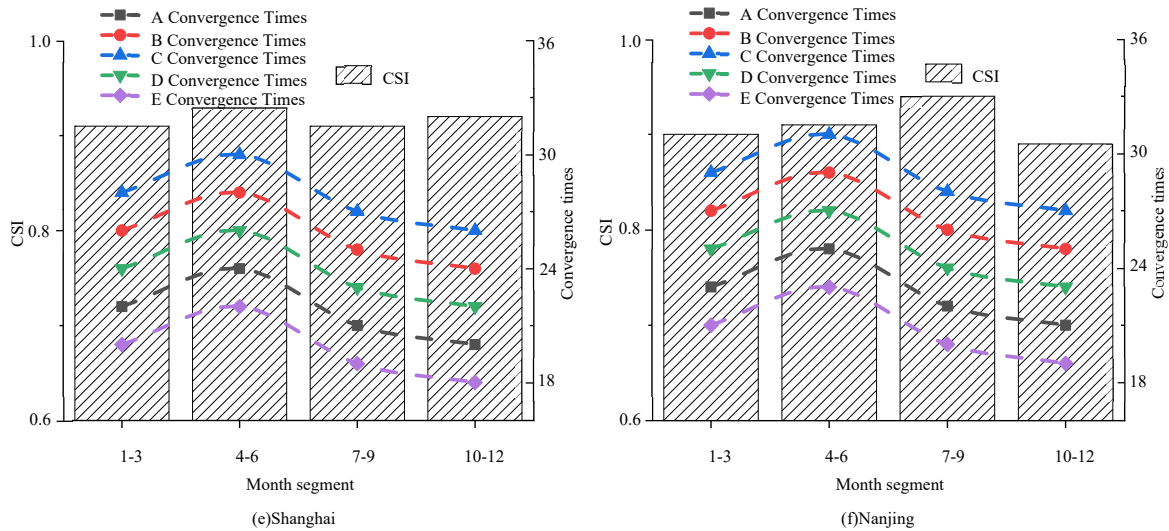 A Convergence Times
B Convergence Times
C Convergence Times
D Convergence Times
E Convergence Times
CSI
1.0
0.8
0.6
CSI
36
30
24
18
Convergence times
1-3
4-6
7-9
10-12
Month segment
(e)Shanghai
A Convergence Times
B Convergence Times
C Convergence Times
D Convergence Times
E Convergence Times
CSI
1.0
0.8
0.6
CSI
36
30
24
18
Convergence times
1-3
4-6
7-9
10-12
Month segment
(f)Nanjing